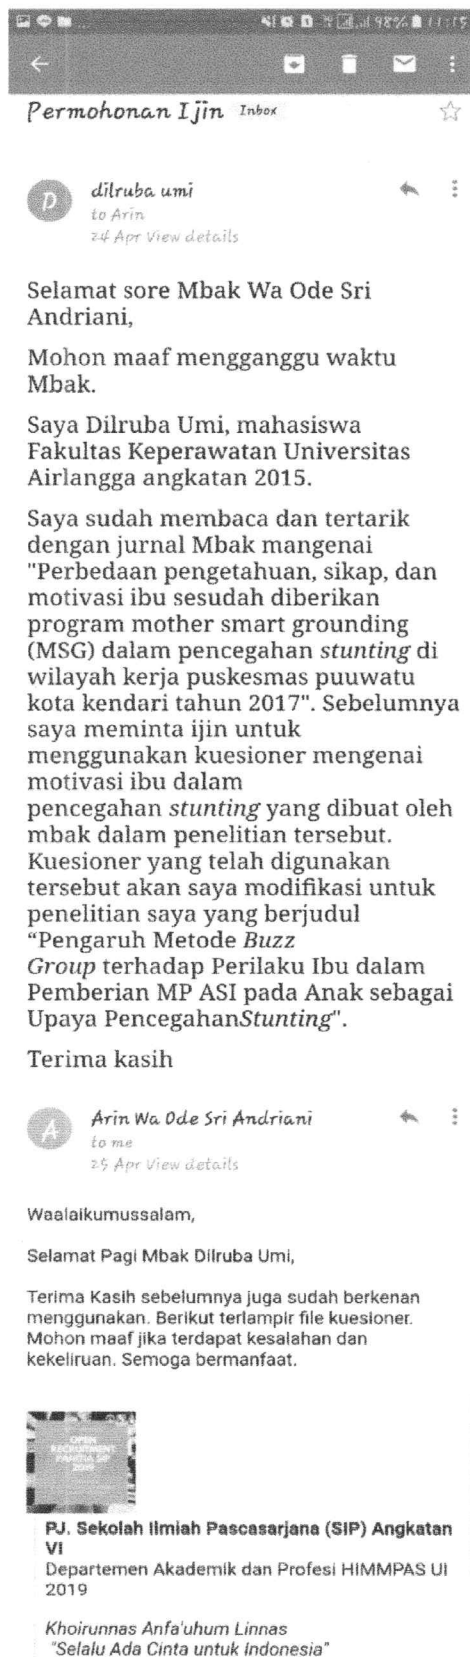 98% 11:15
Permohonan Ijin Inbox
D
dilruba umi
to Arin
24 Apr View details
Selamat sore Mbak Wa Ode Sri
Andriani,
Mohon maaf mengganggu waktu
Mbak.
Saya Dilruba Umi, mahasiswa
Fakultas Keperawatan Universitas
Airlangga angkatan 2015.
Saya sudah membaca dan tertarik
dengan jurnal Mbak mengenai
"Perbedaan pengetahuan, sikap, dan
motivasi ibu sesudah diberikan
program mother smart grounding
(MSG) dalam pencegahan stunting di
wilayah kerja puskesmas puuwatu
kota kendari tahun 2017". Sebelumnya
saya meminta ijin untuk
menggunakan kuesioner mengenai
motivasi ibu dalam
pencegahan stunting yang dibuat oleh
mbak dalam penelitian tersebut.
Kuesioner yang telah digunakan
tersebut akan saya modifikasi untuk
penelitian saya yang berjudul
“Pengaruh Metode Buzz
Group terhadap Perilaku Ibu dalam
Pemberian MP ASI pada Anak sebagai
Upaya PencegahanStunting".
Terima kasih
A
Arin Wa Ode Sri Andriani
to me
25 Apr View details
Waalaikumussalam,
Selamat Pagi Mbak Dilruba Umi,
Terima Kasih sebelumnya juga sudah berkenan
menggunakan. Berikut terlampir file kuesioner.
Mohon maaf jika terdapat kesalahan dan
kekeliruan. Semoga bermanfaat.
OPEN
RECRUITMENT
PANITIA SIP
2019
PJ. Sekolah Ilmiah Pascasarjana (SIP) Angkatan
VI
Departemen Akademik dan Profesi HIMMPAS UI
2019
Khoirunnas Anfa'uhum Linnas
"Selalu Ada Cinta untuk Indonesia"